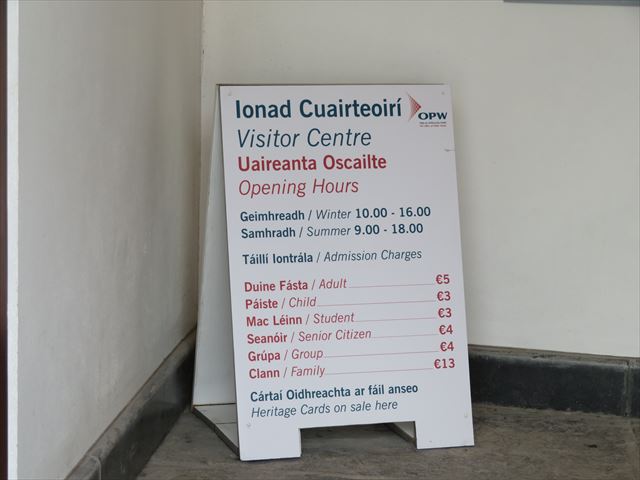 Ionad Cuairteoirí
OPW
Visitor Centre
Uaireanta Oscailte
Opening Hours
Geimhreadh / Winter 10.00 - 16.00
Samhradh / Summer 9.00 - 18.00
Táillí Iontrála / Admission Charges
Duine Fásta / Adult €5
Páiste / Child €3
Mac Léinn / Student €3
Seanóir / Senior Citizen €4
Grúpa / Group €4
Clann / Family €13
Cártaí Oidhreachta ar fáil anseo
Heritage Cards on sale here